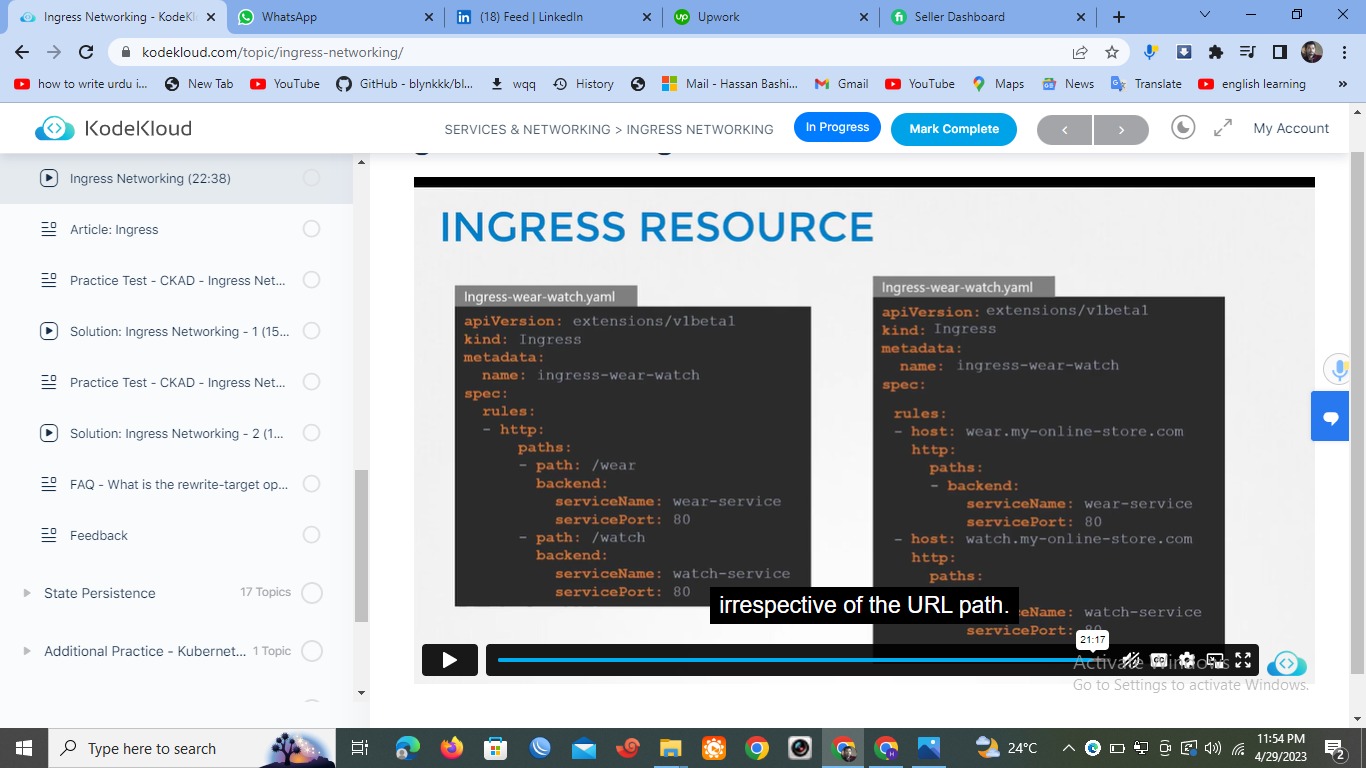 Ingress Networking - KodeKl
WhatsApp
(18) Feed | LinkedIn
Upwork
Seller Dashboard
kodekloud.com/topic/ingress-networking/
how to write urdu i...
New Tab
YouTube
GitHub - blynkkk/bl...
wqq
History
Mail - Hassan Bashi...
Gmail
YouTube
Maps
News
Translate
english learning
KodeKloud
SERVICES & NETWORKING > INGRESS NETWORKING
In Progress
Mark Complete
My Account
Ingress Networking (22:38)
Article: Ingress
Practice Test - CKAD - Ingress Net...
Solution: Ingress Networking - 1 (15...
Practice Test - CKAD - Ingress Net...
Solution: Ingress Networking - 2 (1...
FAQ - What is the rewrite-target op...
Feedback
State Persistence
17 Topics
Additional Practice - Kubernet...
1 Topic
INGRESS RESOURCE
Ingress-wear-watch.yaml
apiVersion: extensions/v1beta1
kind: Ingress
metadata:
name: ingress-wear-watch
spec:
rules:
- http:
paths:
- path: /wear
backend:
serviceName: wear-service
servicePort: 80
- path: /watch
backend:
serviceName: watch-service
servicePort: 80
Ingress-wear-watch.yaml
apiVersion: extensions/v1beta1
kind: Ingress
metadata:
name: ingress-wear-watch
spec:
rules:
- host: wear.my-online-store.com
http:
paths:
- backend:
serviceName: wear-service
servicePort: 80
- host: watch.my-online-store.com
http:
paths:
eName: watch-service
servicePort: 80
irrespective of the URL path.
21:17
CC
Activate Windows
Go to Settings to activate Windows.
Type here to search
24°C
11:54 PM
4/29/2023
2